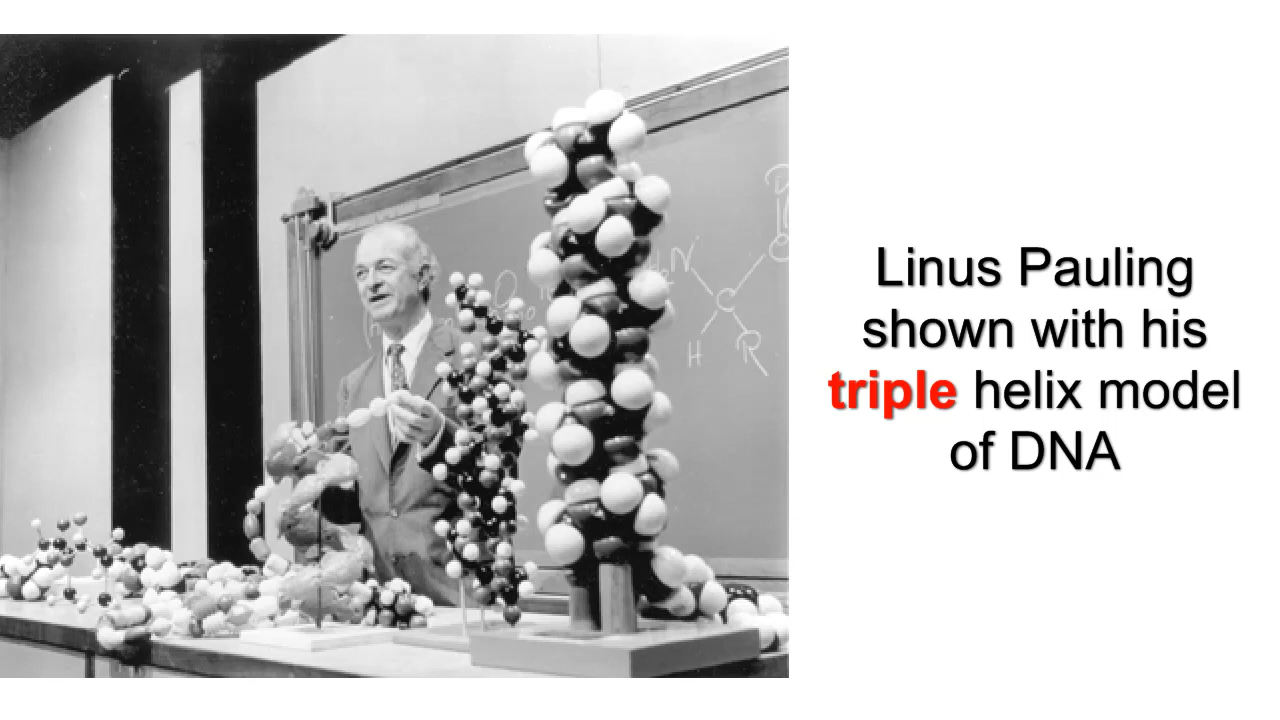 N
C
H
R
Linus Pauling
shown with his
triple helix model
of DNA